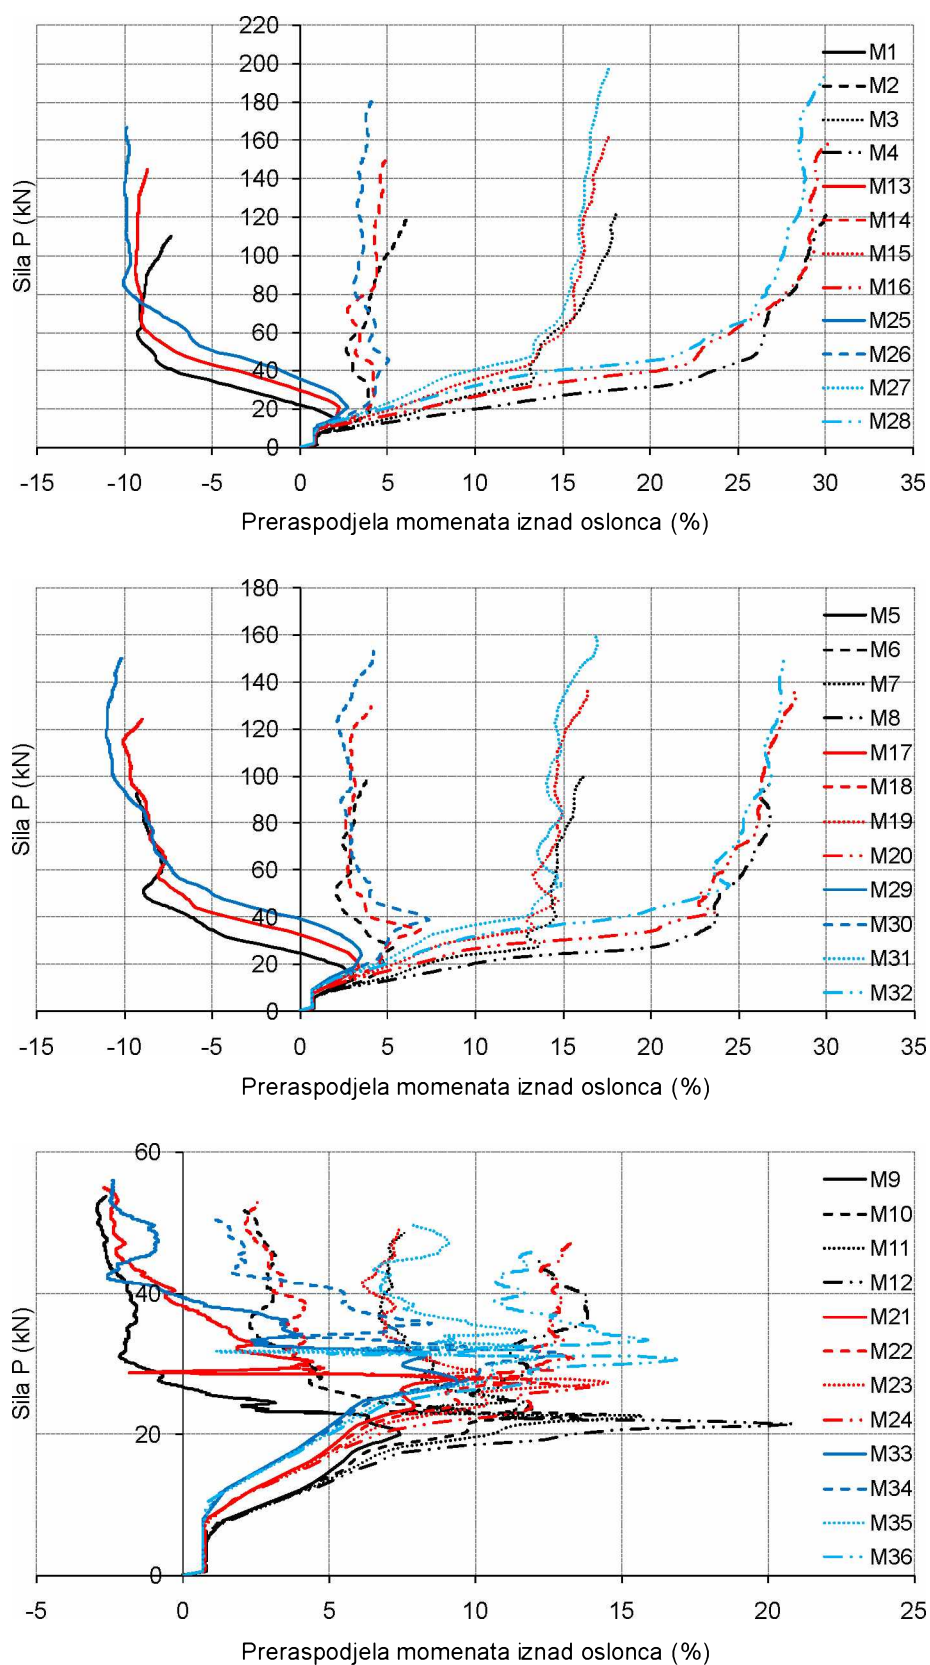 220
200
180
160
140
120
100
80
60
40
20
0
Sila P (kN)
-15 -10 -5 0 5 10 15 20 25 30 35
Preraspodjela momenata iznad oslonca (%)
M1
M2
M3
M4
M13
M14
M15
M16
M25
M26
M27
M28
180
160
140
120
100
80
60
40
20
0
Sila P (kN)
-15 -10 -5 0 5 10 15 20 25 30 35
Preraspodjela momenata iznad oslonca (%)
M5
M6
M7
M8
M17
M18
M19
M20
M29
M30
M31
M32
60
40
20
0
Sila P (kN)
-5 0 5 10 15 20 25
Preraspodjela momenata iznad oslonca (%)
M9
M10
M11
M12
M21
M22
M23
M24
M33
M34
M35
M36